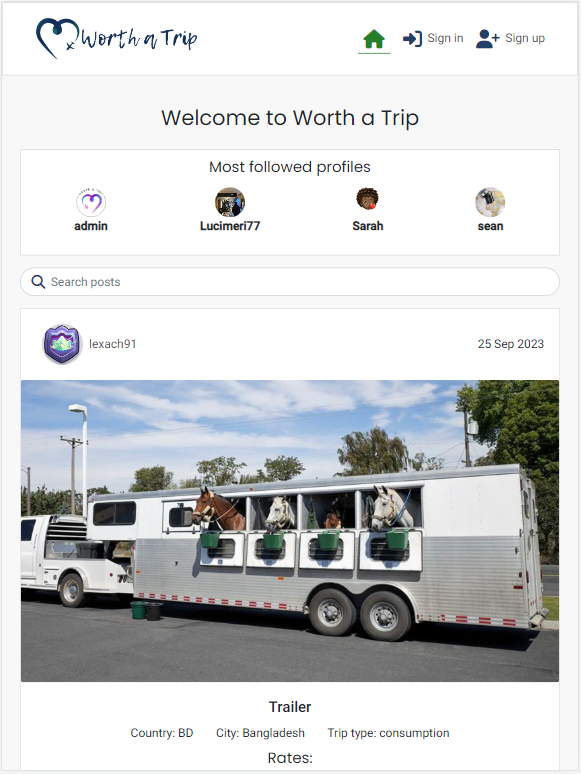 Worth a Trip
Sign in
Sign up
Welcome to Worth a Trip
Most followed profiles
admin
Lucimeri77
Sarah
sean
Search posts
lexach91
25 Sep 2023
Trailer
Country: BD City: Bangladesh Trip type: consumption
Rates: